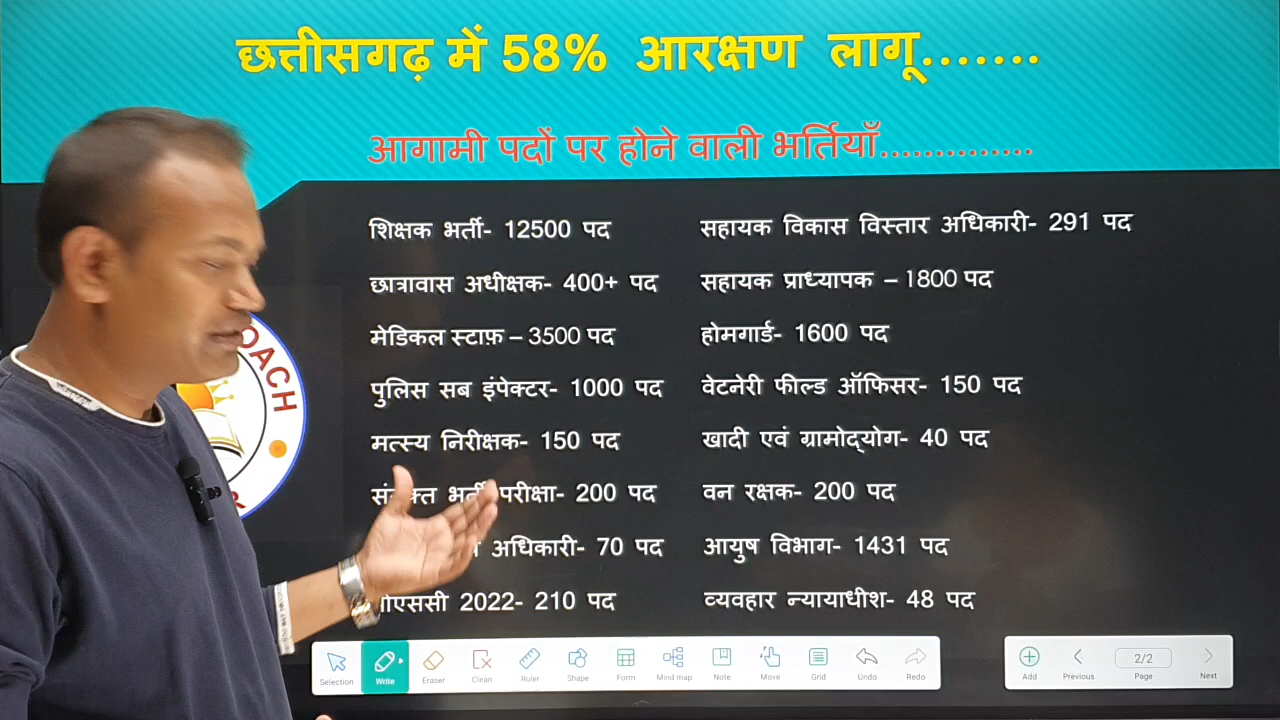 छत्तीसगढ़ में 58% आरक्षण लागू.......
आगामी पदों पर होने वाली भर्तियाँ..............
शिक्षक भर्ती- 12500 पद
छात्रावास अधीक्षक- 400+ पद
मेडिकल स्टाफ़ – 3500 पद
पुलिस सब इंपेक्टर- 1000 पद
मत्स्य निरीक्षक- 150 पद
भर्ती परीक्षा- 200 पद
अधिकारी- 70 पद
2022- 210 पद
सहायक विकास विस्तार अधिकारी- 291 पद
सहायक प्राध्यापक – 1800 पद
होमगार्ड- 1600 पद
वेटनेरी फील्ड ऑफिसर- 150 पद
खादी एवं ग्रामोद्योग- 40 पद
वन रक्षक- 200 पद
आयुष विभाग- 1431 पद
व्यवहार न्यायाधीश- 48 पद
Selection Write Eraser Clean Ruler Shape Form Mind map Note Move Grid Undo Redo
Add Previous 2/2 Page Next